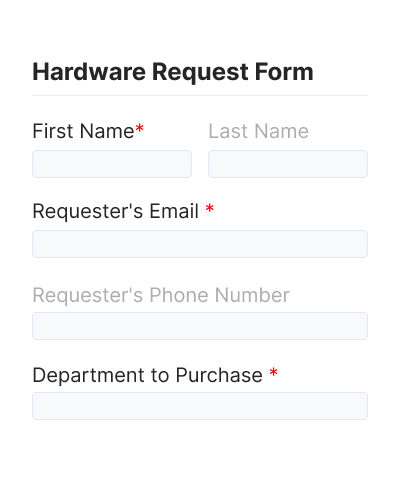 Hardware Request Form
First Name* Last Name
Requester's Email *
Requester's Phone Number
Department to Purchase *